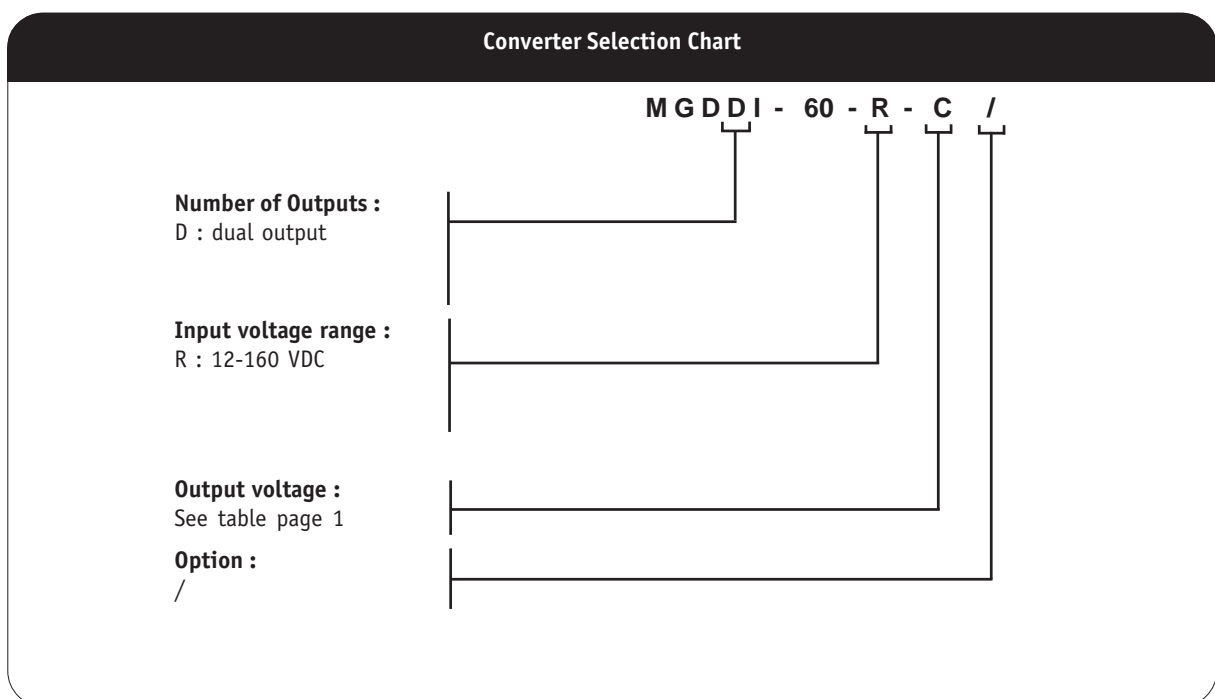 Converter Selection Chart
M G D D I - 60 - R - C /
Number of Outputs :
D : dual output
Input voltage range :
R : 12-160 VDC
Output voltage :
See table page 1
Option :
/